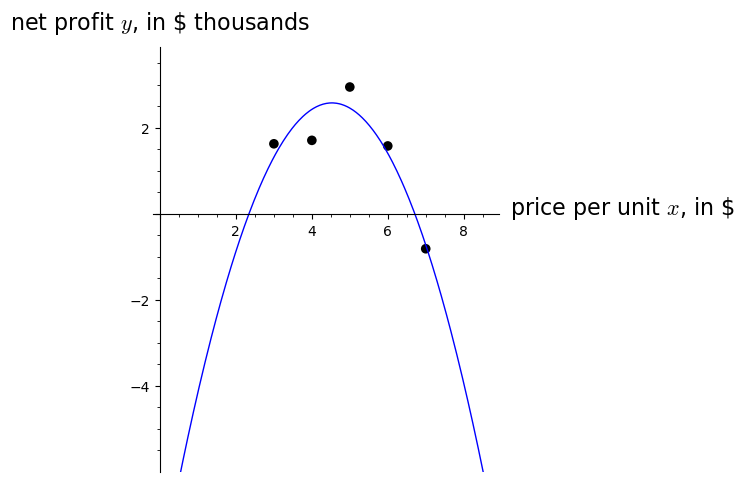 net profit y, in $ thousands
2
price per unit x, in $
2 4 6 8
−2
−4